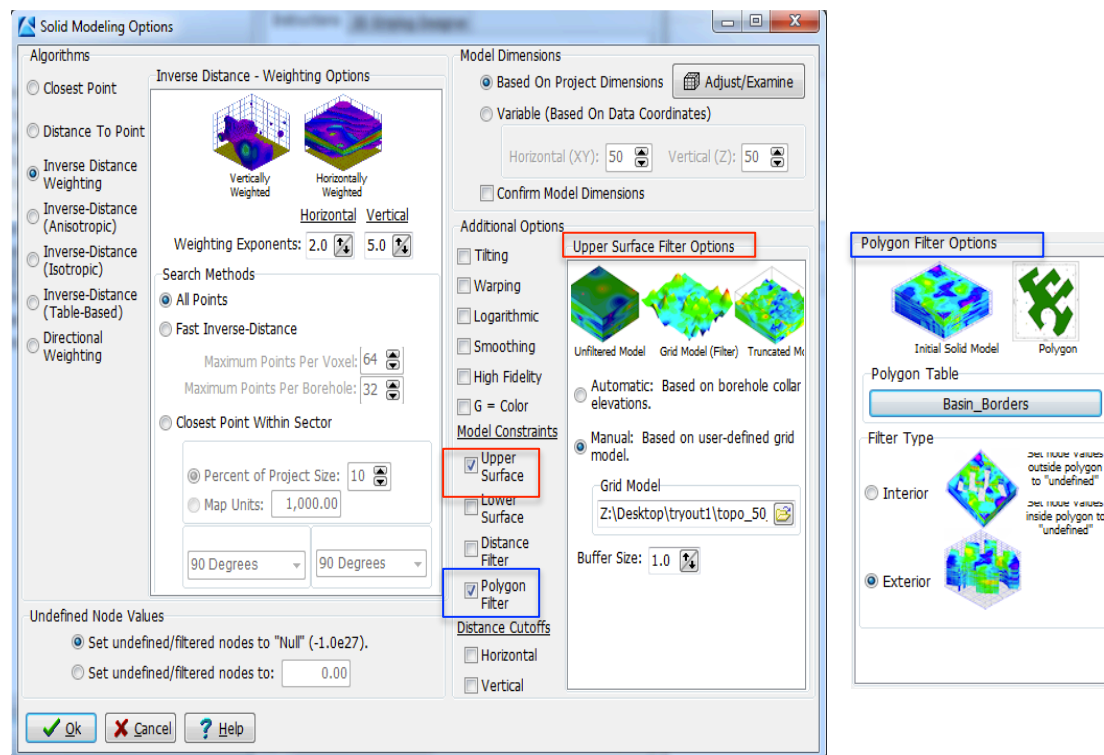 Solid Modeling Options
Algorithms
Closest Point
Distance To Point
Inverse Distance
Weighting
Inverse-Distance
(Anisotropic)
Inverse-Distance
(Isotropic)
Inverse-Distance
(Table-Based)
Directional
Weighting
Inverse Distance - Weighting Options
Vertically
Weighted
Horizontally
Weighted
Horizontal Vertical
Weighting Exponents: 2.0 5.0
Search Methods
All Points
Fast Inverse-Distance
Maximum Points Per Voxel: 64
Maximum Points Per Borehole: 32
Closest Point Within Sector
Percent of Project Size: 10
Map Units: 1,000.00
90 Degrees 90 Degrees
Undefined Node Values
Set undefined/filtered nodes to "Null" (-1.0e27).
Set undefined/filtered nodes to: 0.00
Ok Cancel Help
Model Dimensions
Based On Project Dimensions Adjust/Examine
Variable (Based On Data Coordinates)
Horizontal (XY): 50 Vertical (Z): 50
Confirm Model Dimensions
Additional Options
Tilting
Warping
Logarithmic
Smoothing
High Fidelity
G = Color
Model Constraints
Upper
Surface
Lower
Surface
Distance
Filter
Polygon
Filter
Distance Cutoffs
Horizontal
Vertical
Upper Surface Filter Options
Unfiltered Model Grid Model (Filter) Truncated Mo
Automatic: Based on borehole collar
elevations.
Manual: Based on user-defined grid
model.
Grid Model
Z:\Desktop\tryout1\topo_50_
Buffer Size: 1.0
Polygon Filter Options
Initial Solid Model Polygon
Polygon Table
Basin_Borders
Filter Type
Interior
Set node values
outside polygon
to "undefined"
Set node values
inside polygon to
"undefined"
Exterior